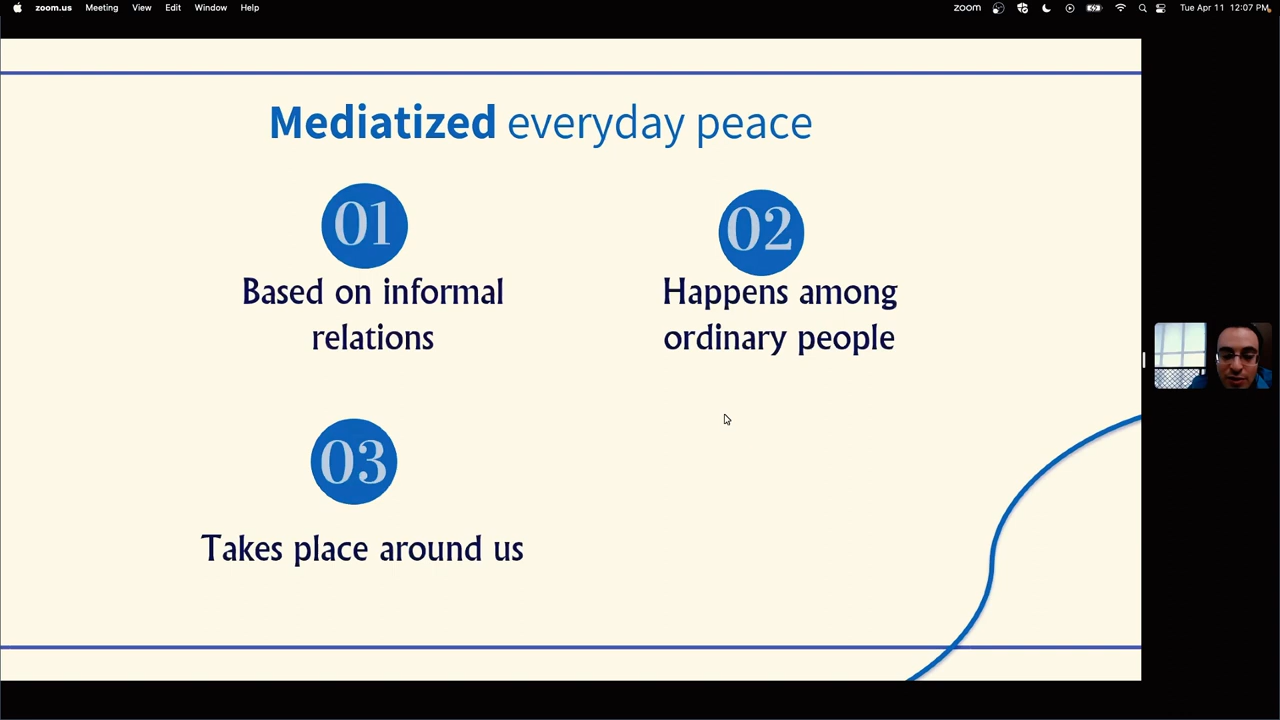 zoom.us Meeting View Edit Window Help
zoom Tue Apr 11 12:07 PM
Mediatized everyday peace
01
Based on informal
relations
02
Happens among
ordinary people
03
Takes place around us